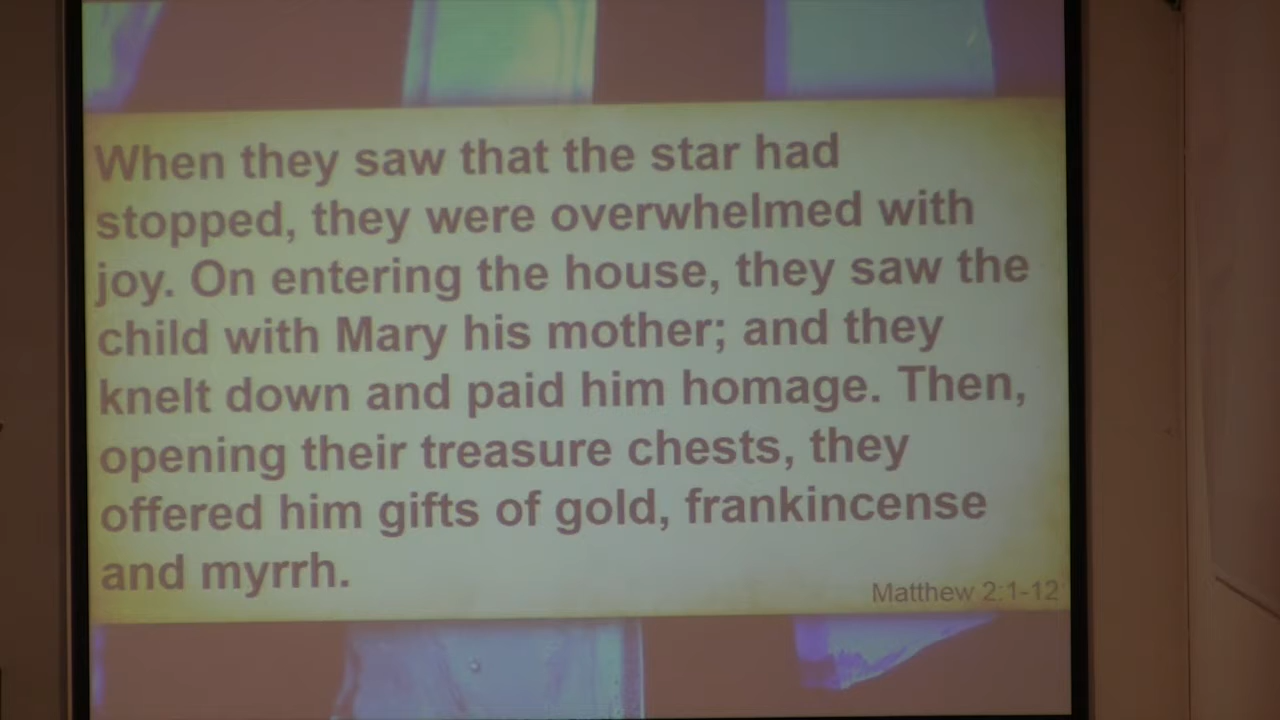 When they saw that the star had
stopped, they were overwhelmed with
joy. On entering the house, they saw the
child with Mary his mother; and they
knelt down and paid him homage. Then,
opening their treasure chests, they
offered him gifts of gold, frankincense
and myrrh.
Matthew 2:1-12